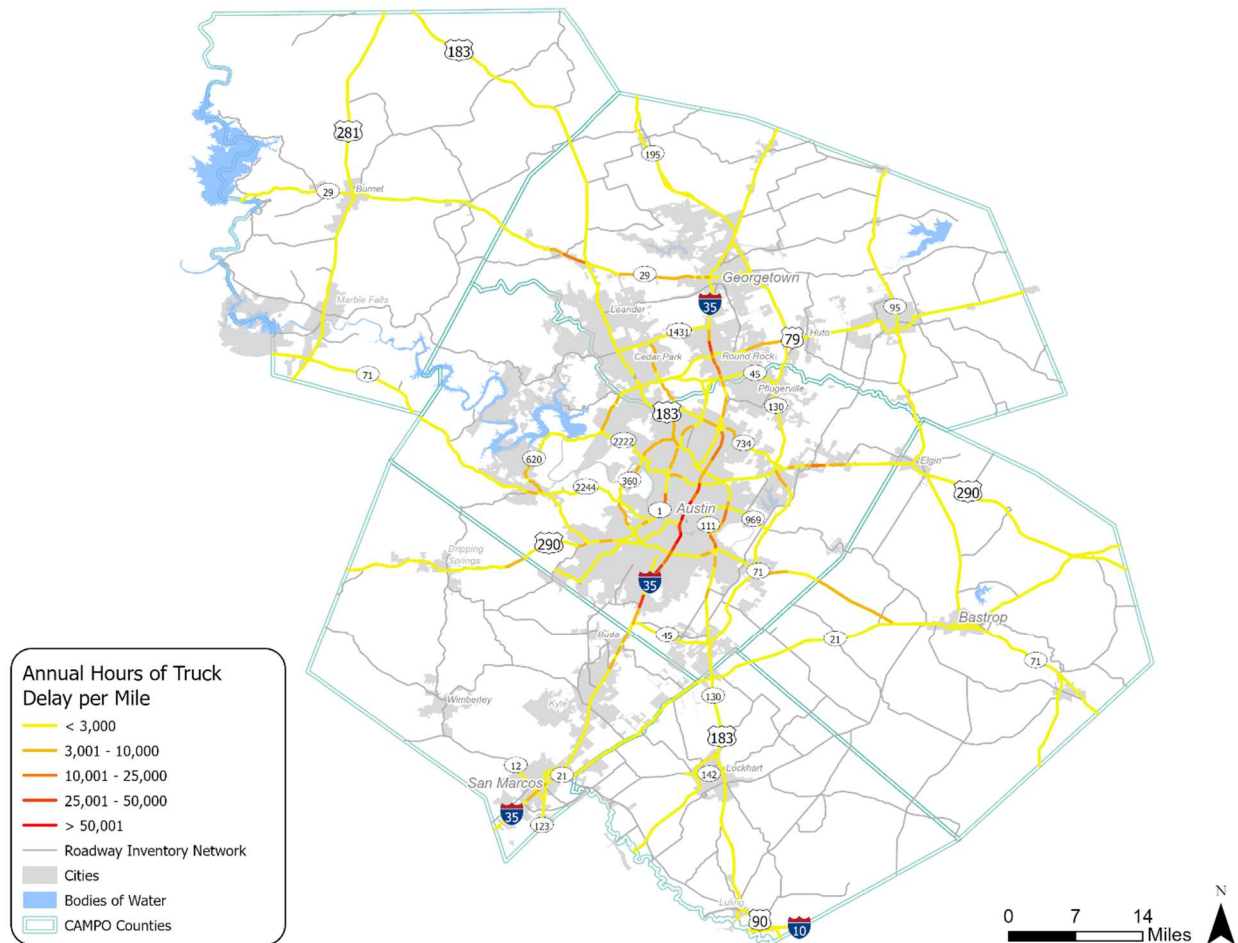 183
281
195
29
Burnet
Georgetown
29
35
95
Marble Falls
Leander
1431
79
Huto
Cedar Park
Round Rock
71
45
Pflugerville
183
130
2222
734
620
Elgin
360
2244
290
1
Austin
111
969
290
Dripping
Springs
71
35
Bastrop
Buda
45
21
71
Wimberley
Kyle
130
183
12
21
142
Lockhart
San Marcos
35
123
Luling
90
10
Annual Hours of Truck
Delay per Mile
< 3,000
3,001 - 10,000
10,001 - 25,000
25,001 - 50,000
> 50,001
Roadway Inventory Network
Cities
Bodies of Water
CAMPO Counties
N
0 7 14
Miles